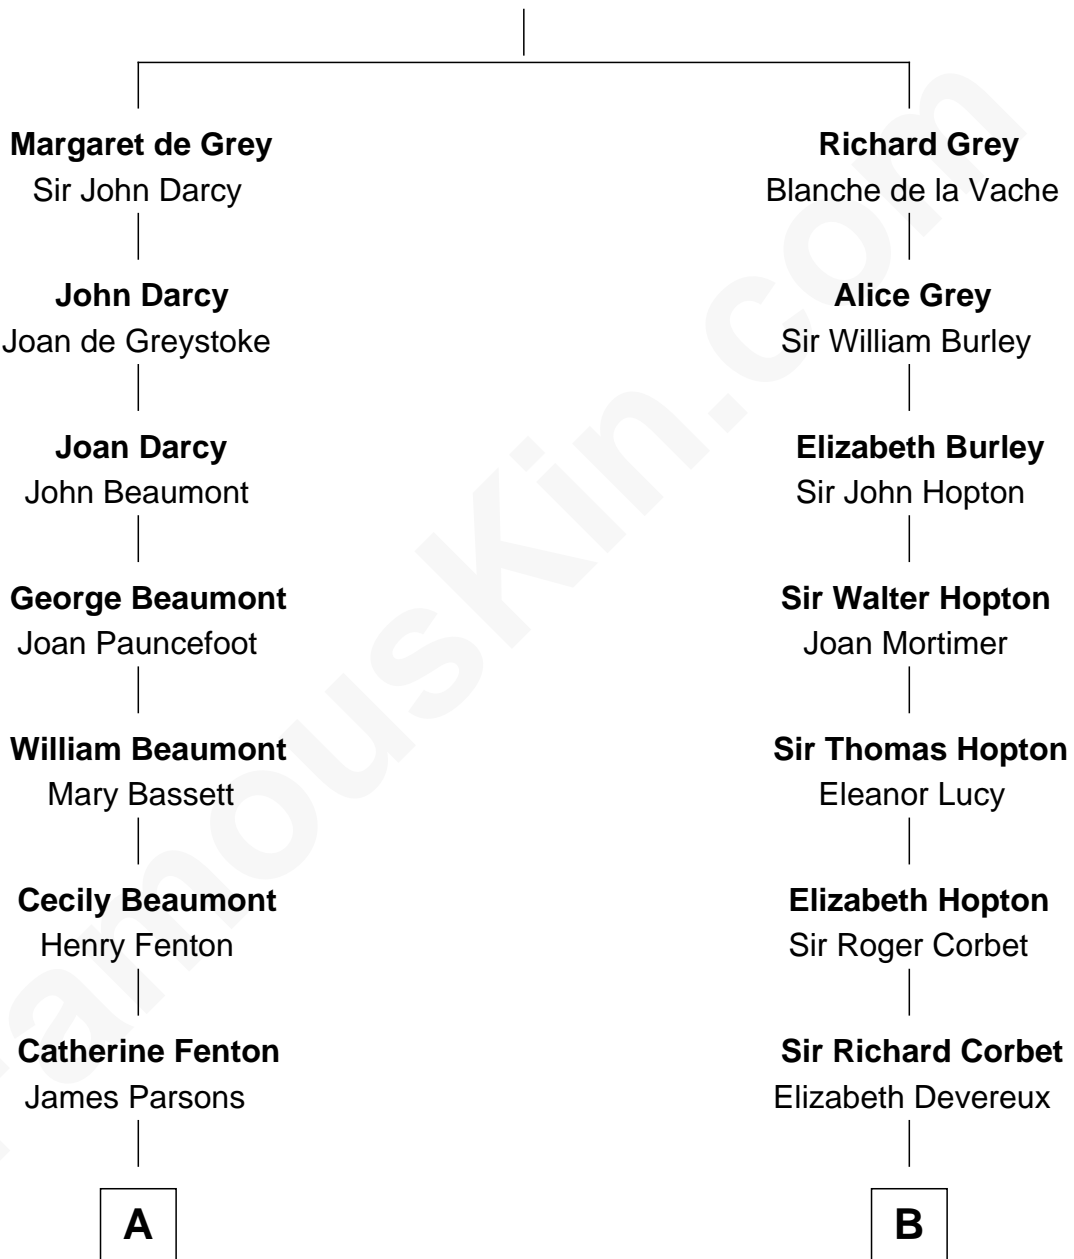 Margaret de Grey
Sir John Darcy
John Darcy
Joan de Greystoke
Joan Darcy
John Beaumont
George Beaumont
Joan Pauncefoot
William Beaumont
Mary Bassett
Cecily Beaumont
Henry Fenton
Catherine Fenton
James Parsons
A
Richard Grey
Blanche de la Vache
Alice Grey
Sir William Burley
Elizabeth Burley
Sir John Hopton
Sir Walter Hopton
Joan Mortimer
Sir Thomas Hopton
Eleanor Lucy
Elizabeth Hopton
Sir Roger Corbet
Sir Richard Corbet
Elizabeth Devereux
B
FamousKin.com